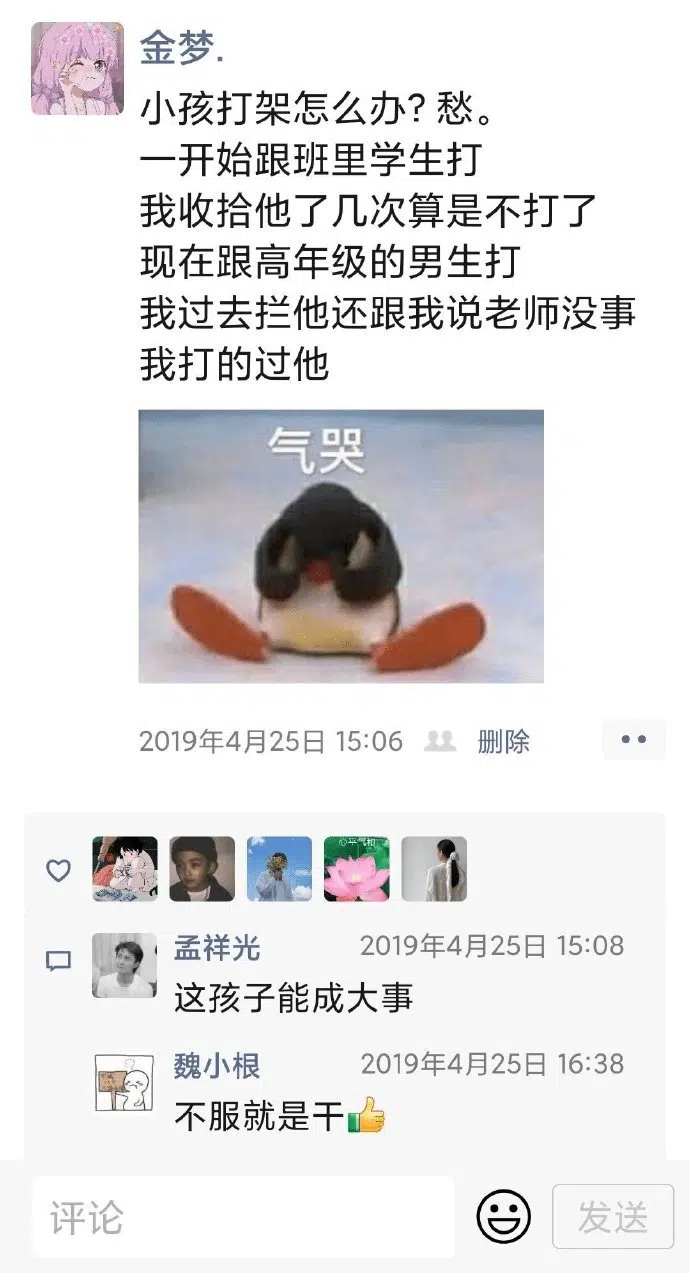 金梦.
小孩打架怎么办? 愁。
一开始跟班里学生打
我收拾他了几次算是不打了
现在跟高年级的男生打
我过去拦他还跟我说老师没事
我打的过他
气哭
2019年4月25日 15:06 删除
心平气和
孟祥光 2019年4月25日 15:08
这孩子能成大事
魏小根 2019年4月25日 16:38
不服就是干👍
评论 发送